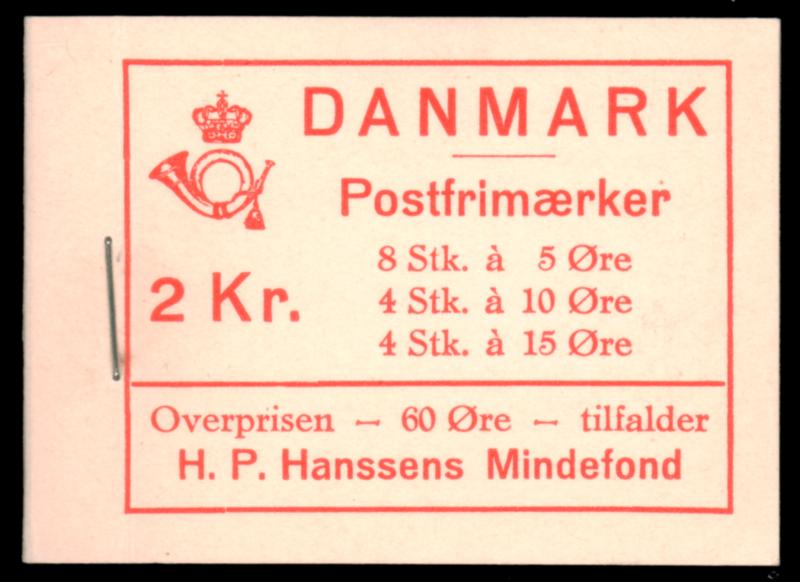 DANMARK
Postfrimærker
8 Stk. à 5 Øre
2 Kr.
4 Stk. à 10 Øre
4 Stk. à 15 Øre
Overprisen - 60 Øre - tilfalder
H. P. Hanssens Mindefond